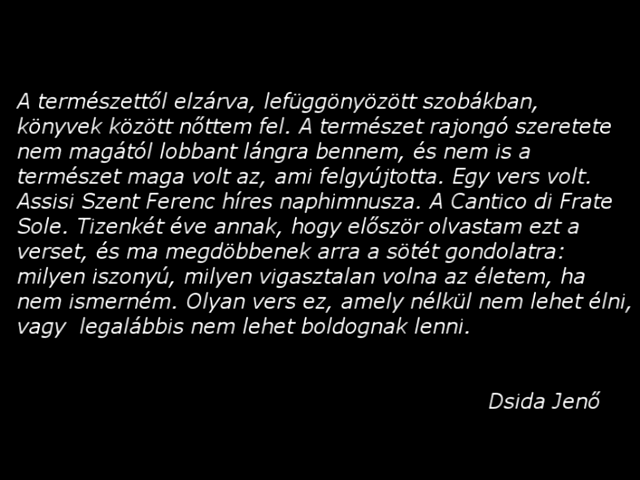 A természettől elzárva, lefüggönyözött szobákban,
könyvek között nőttem fel. A természet rajongó szeretete
nem magától lobbant lángra bennem, és nem is a
természet maga volt az, ami felgyújtotta. Egy vers volt.
Assisi Szent Ferenc híres naphimnusza. A Cantico di Frate
Sole. Tizenkét éve annak, hogy először olvastam ezt a
verset, és ma megdöbbenek arra a sötét gondolatra:
milyen iszonyú, milyen vigasztalan volna az életem, ha
nem ismerném. Olyan vers ez, amely nélkül nem lehet élni,
vagy  legalábbis nem lehet boldognak lenni.
Dsida Jenő